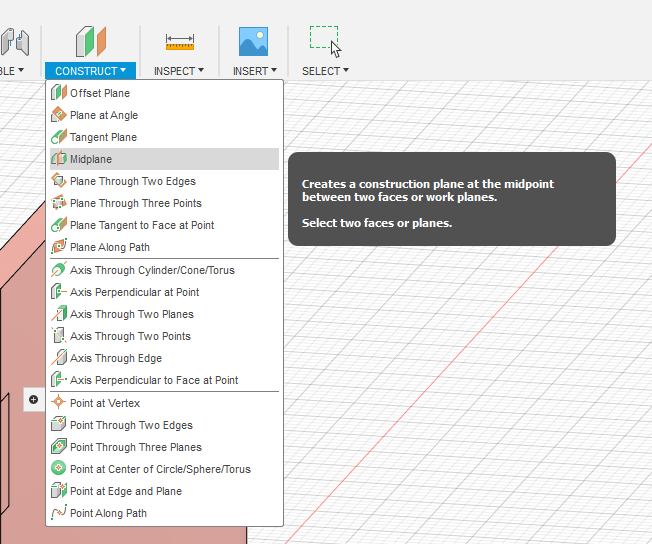 BLE
CONSTRUCT
INSPECT
INSERT
SELECT
Offset Plane
Plane at Angle
Tangent Plane
Midplane
Plane Through Two Edges
Plane Through Three Points
Plane Tangent to Face at Point
Plane Along Path
Axis Through Cylinder/Cone/Torus
Axis Perpendicular at Point
Axis Through Two Planes
Axis Through Two Points
Axis Through Edge
Axis Perpendicular to Face at Point
Point at Vertex
Point Through Two Edges
Point Through Three Planes
Point at Center of Circle/Sphere/Torus
Point at Edge and Plane
Point Along Path
Creates a construction plane at the midpoint
between two faces or work planes.
Select two faces or planes.